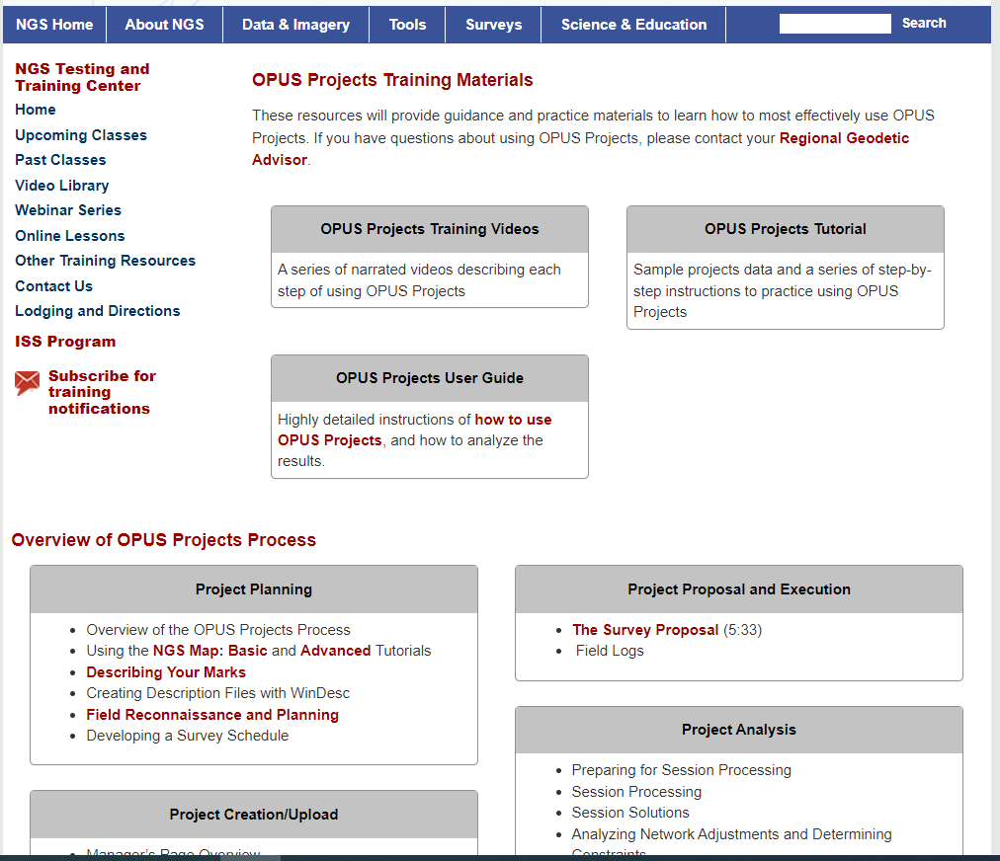 NGS Home
About NGS
Data & Imagery
Tools
Surveys
Science & Education
Search
NGS Testing and
Training Center
Home
Upcoming Classes
Past Classes
Video Library
Webinar Series
Online Lessons
Other Training Resources
Contact Us
Lodging and Directions
ISS Program
Subscribe for
training
notifications
OPUS Projects Training Materials
These resources will provide guidance and practice materials to learn how to most effectively use OPUS
Projects. If you have questions about using OPUS Projects, please contact your Regional Geodetic
Advisor.
OPUS Projects Training Videos
A series of narrated videos describing each
step of using OPUS Projects
OPUS Projects Tutorial
Sample projects data and a series of step-by-
step instructions to practice using OPUS
Projects
OPUS Projects User Guide
Highly detailed instructions of how to use
OPUS Projects, and how to analyze the
results.
Overview of OPUS Projects Process
Project Planning
• Overview of the OPUS Projects Process
• Using the NGS Map: Basic and Advanced Tutorials
• Describing Your Marks
• Creating Description Files with WinDesc
• Field Reconnaissance and Planning
• Developing a Survey Schedule
Project Creation/Upload
• Manager's Page Overview
Project Proposal and Execution
• The Survey Proposal (5:33)
• Field Logs
Project Analysis
• Preparing for Session Processing
• Session Processing
• Session Solutions
• Analyzing Network Adjustments and Determining
Constraints